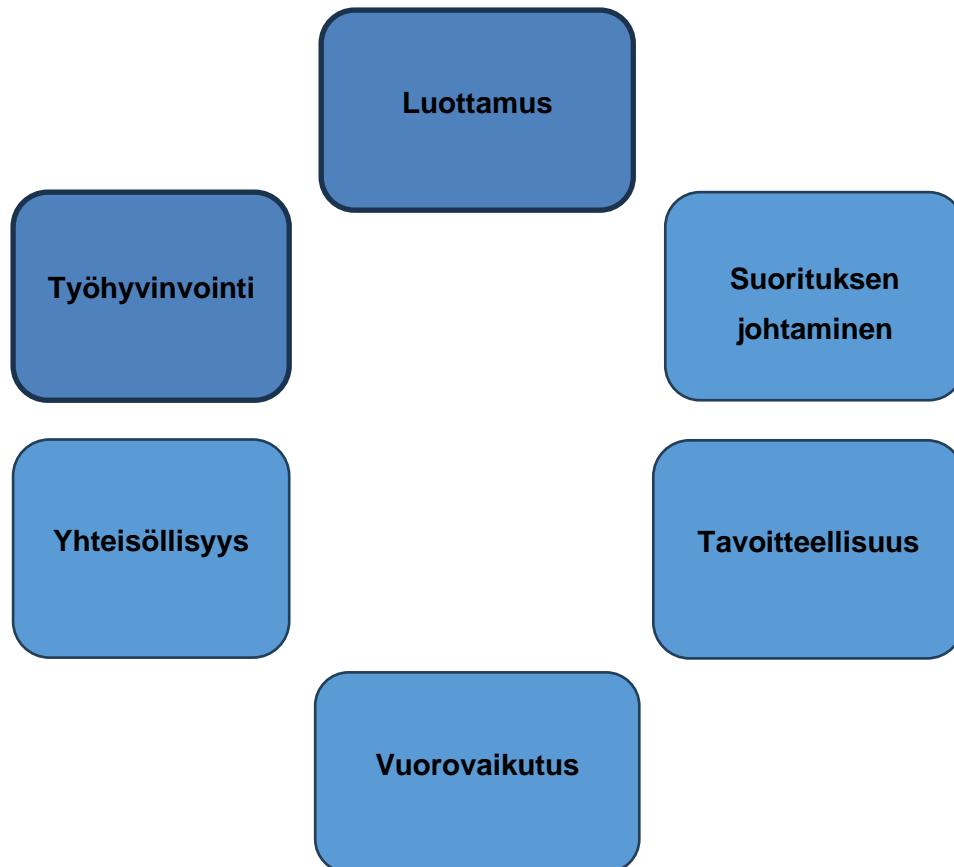 Luottamus
Työhyvinvointi
Suorituksen
johtaminen
Yhteisöllisyys
Tavoitteellisuus
Vuorovaikutus